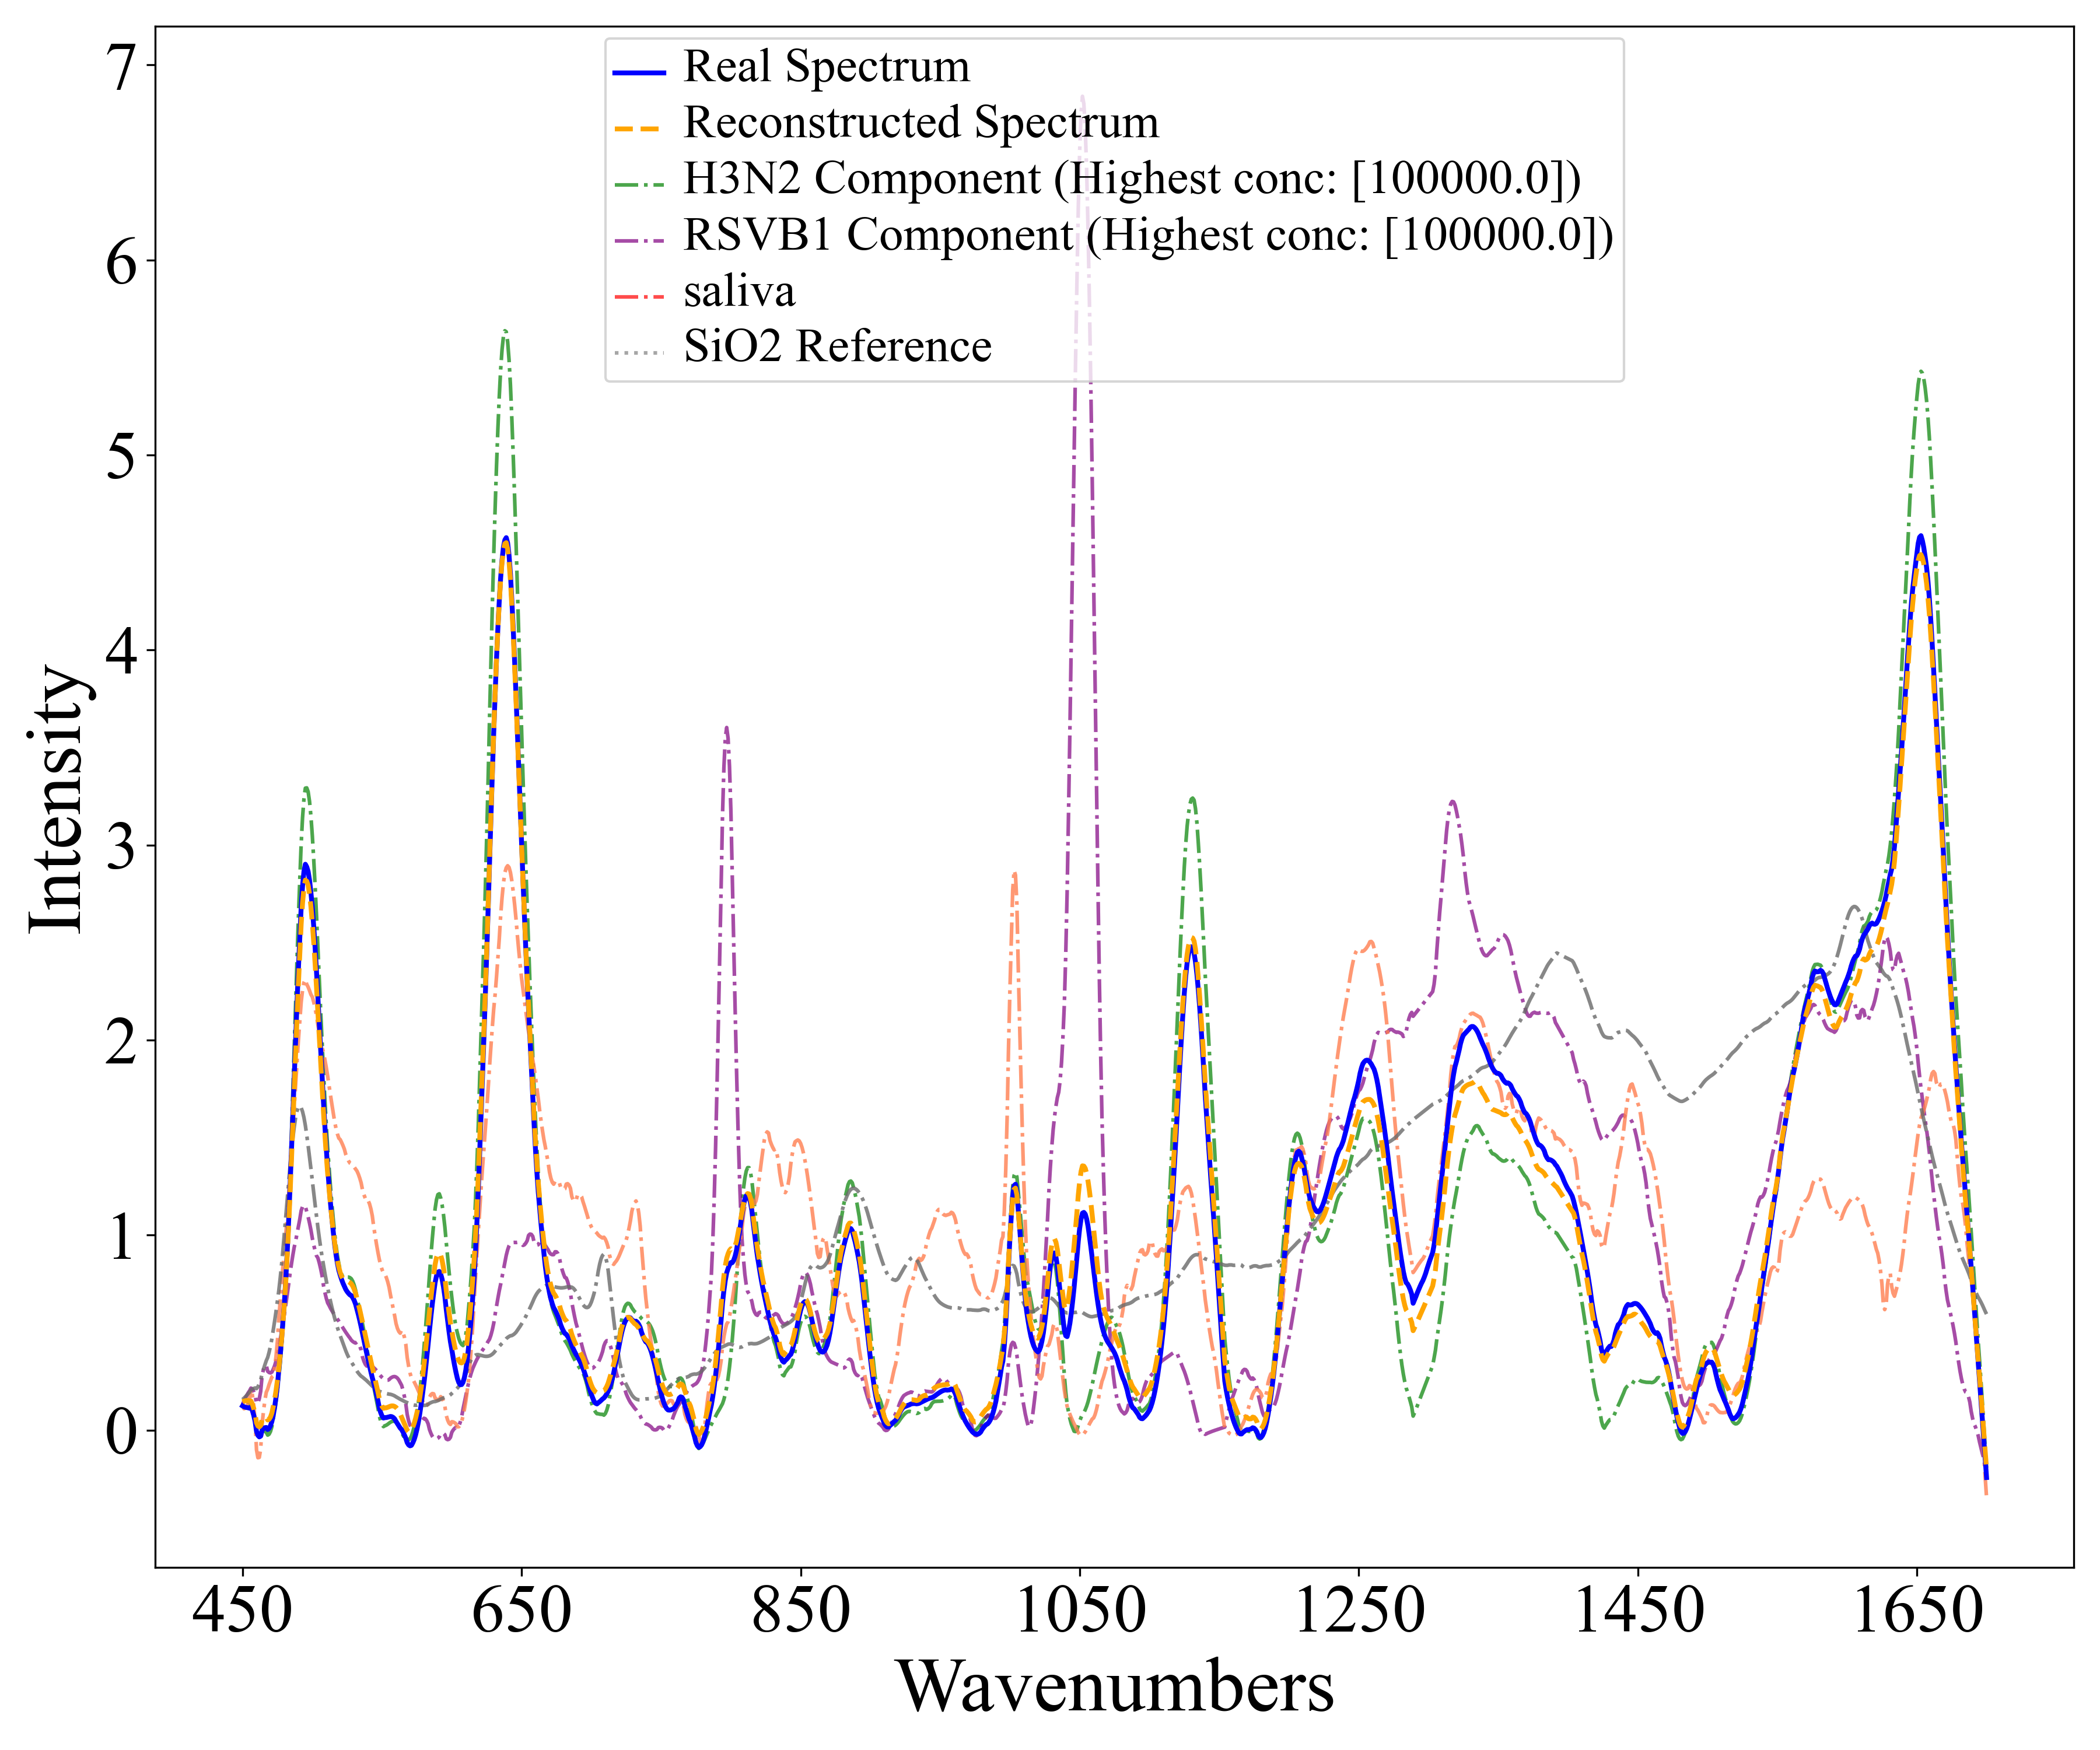 Real Spectrum
Reconstructed Spectrum
H3N2 Component (Highest conc: [100000.0])
RSVB1 Component (Highest conc: [100000.0])
saliva
SiO2 Reference
7
6
5
4
3
2
1
0
Intensity
450 650 850 1050 1250 1450 1650
Wavenumbers